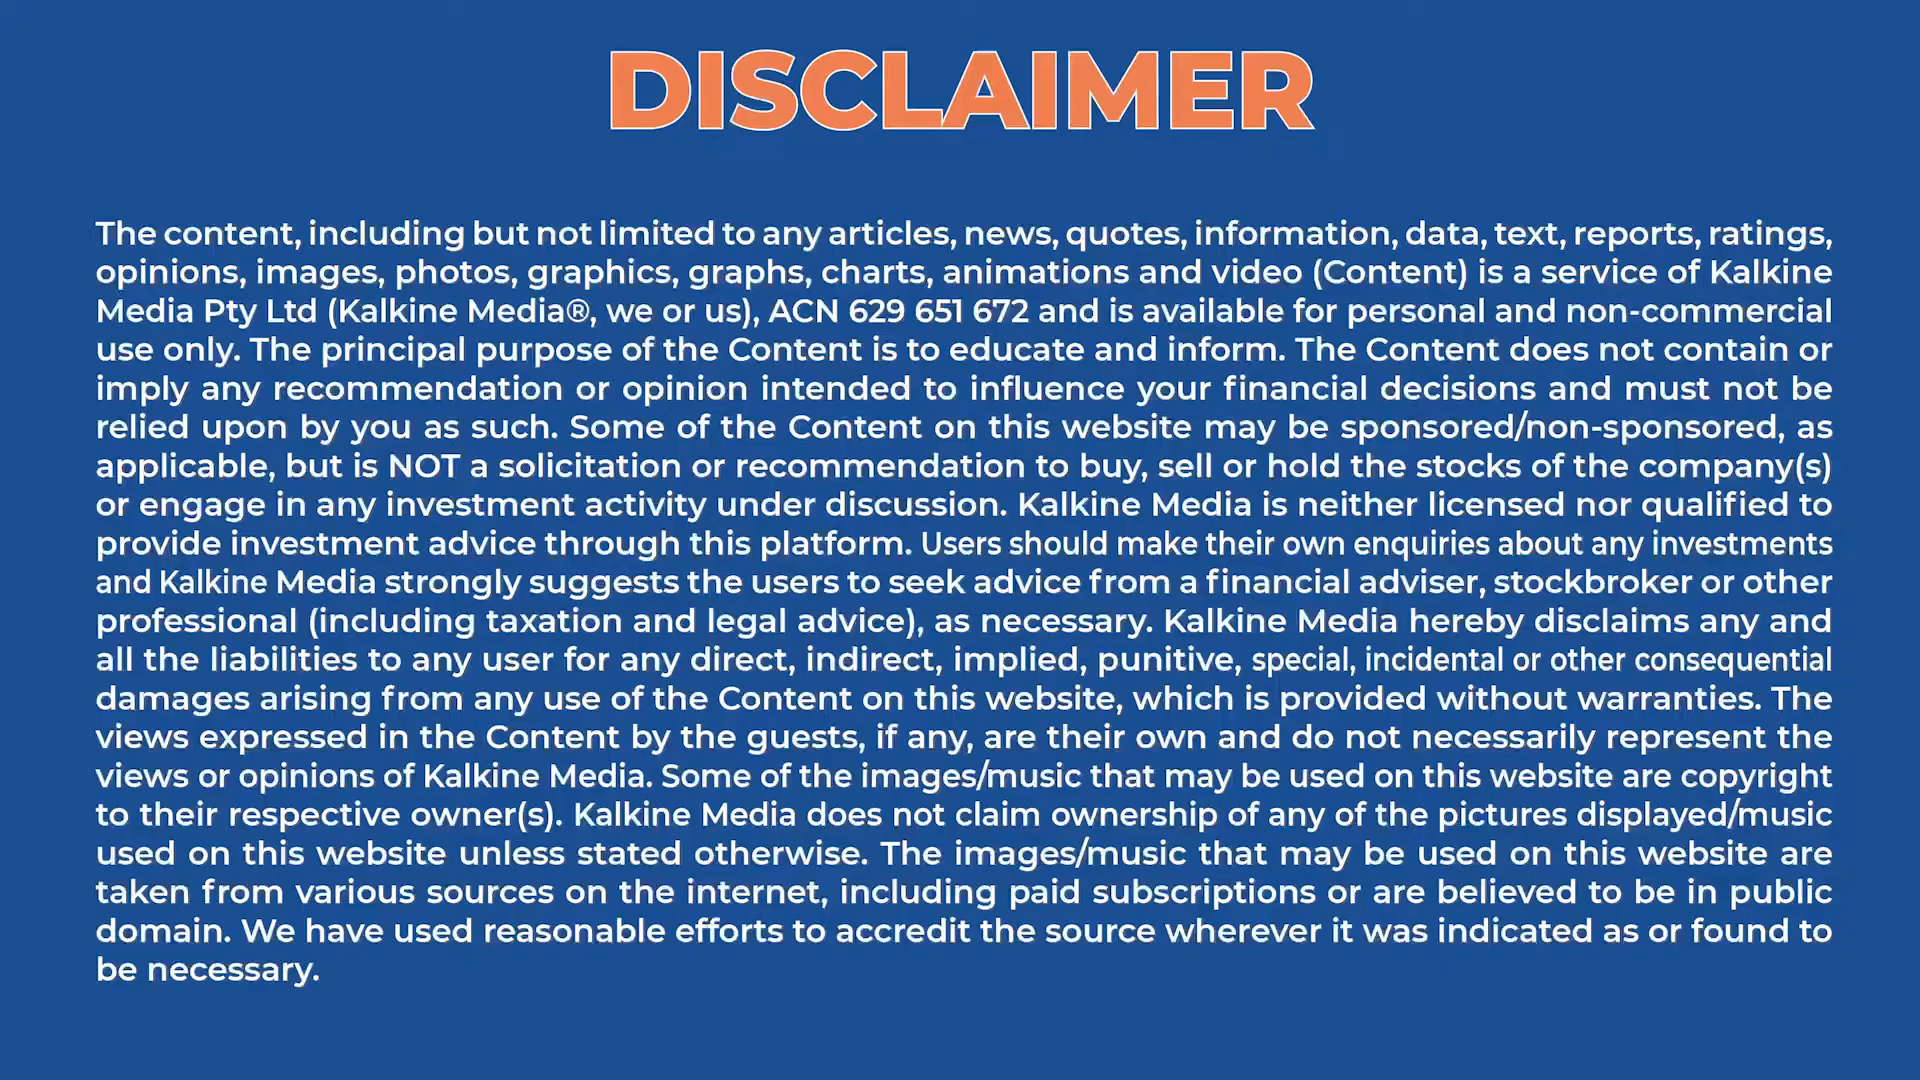 DISCLAIMER
The content, including but not limited to any articles, news, quotes, information, data, text, reports, ratings,
opinions, images, photos, graphics, graphs, charts, animations and video (Content) is a service of Kalkine
Media Pty Ltd (Kalkine Media®, we or us), ACN 629 651 672 and is available for personal and non-commercial
use only. The principal purpose of the Content is to educate and inform. The Content does not contain or
imply any recommendation or opinion intended to influence your financial decisions and must not be
relied upon by you as such. Some of the Content on this website may be sponsored/non-sponsored, as
applicable, but is NOT a solicitation or recommendation to buy, sell or hold the stocks of the company(s)
or engage in any investment activity under discussion. Kalkine Media is neither licensed nor qualified to
provide investment advice through this platform. Users should make their own enquiries about any investments
and Kalkine Media strongly suggests the users to seek advice from a financial adviser, stockbroker or other
professional (including taxation and legal advice), as necessary. Kalkine Media hereby disclaims any and
all the liabilities to any user for any direct, indirect, implied, punitive, special, incidental or other consequential
damages arising from any use of the Content on this website, which is provided without warranties. The
views expressed in the Content by the guests, if any, are their own and do not necessarily represent the
views or opinions of Kalkine Media. Some of the images/music that may be used on this website are copyright
to their respective owner(s). Kalkine Media does not claim ownership of any of the pictures displayed/music
used on this website unless stated otherwise. The images/music that may be used on this website are
taken from various sources on the internet, including paid subscriptions or are believed to be in public
domain. We have used reasonable efforts to accredit the source wherever it was indicated as or found to
be necessary.